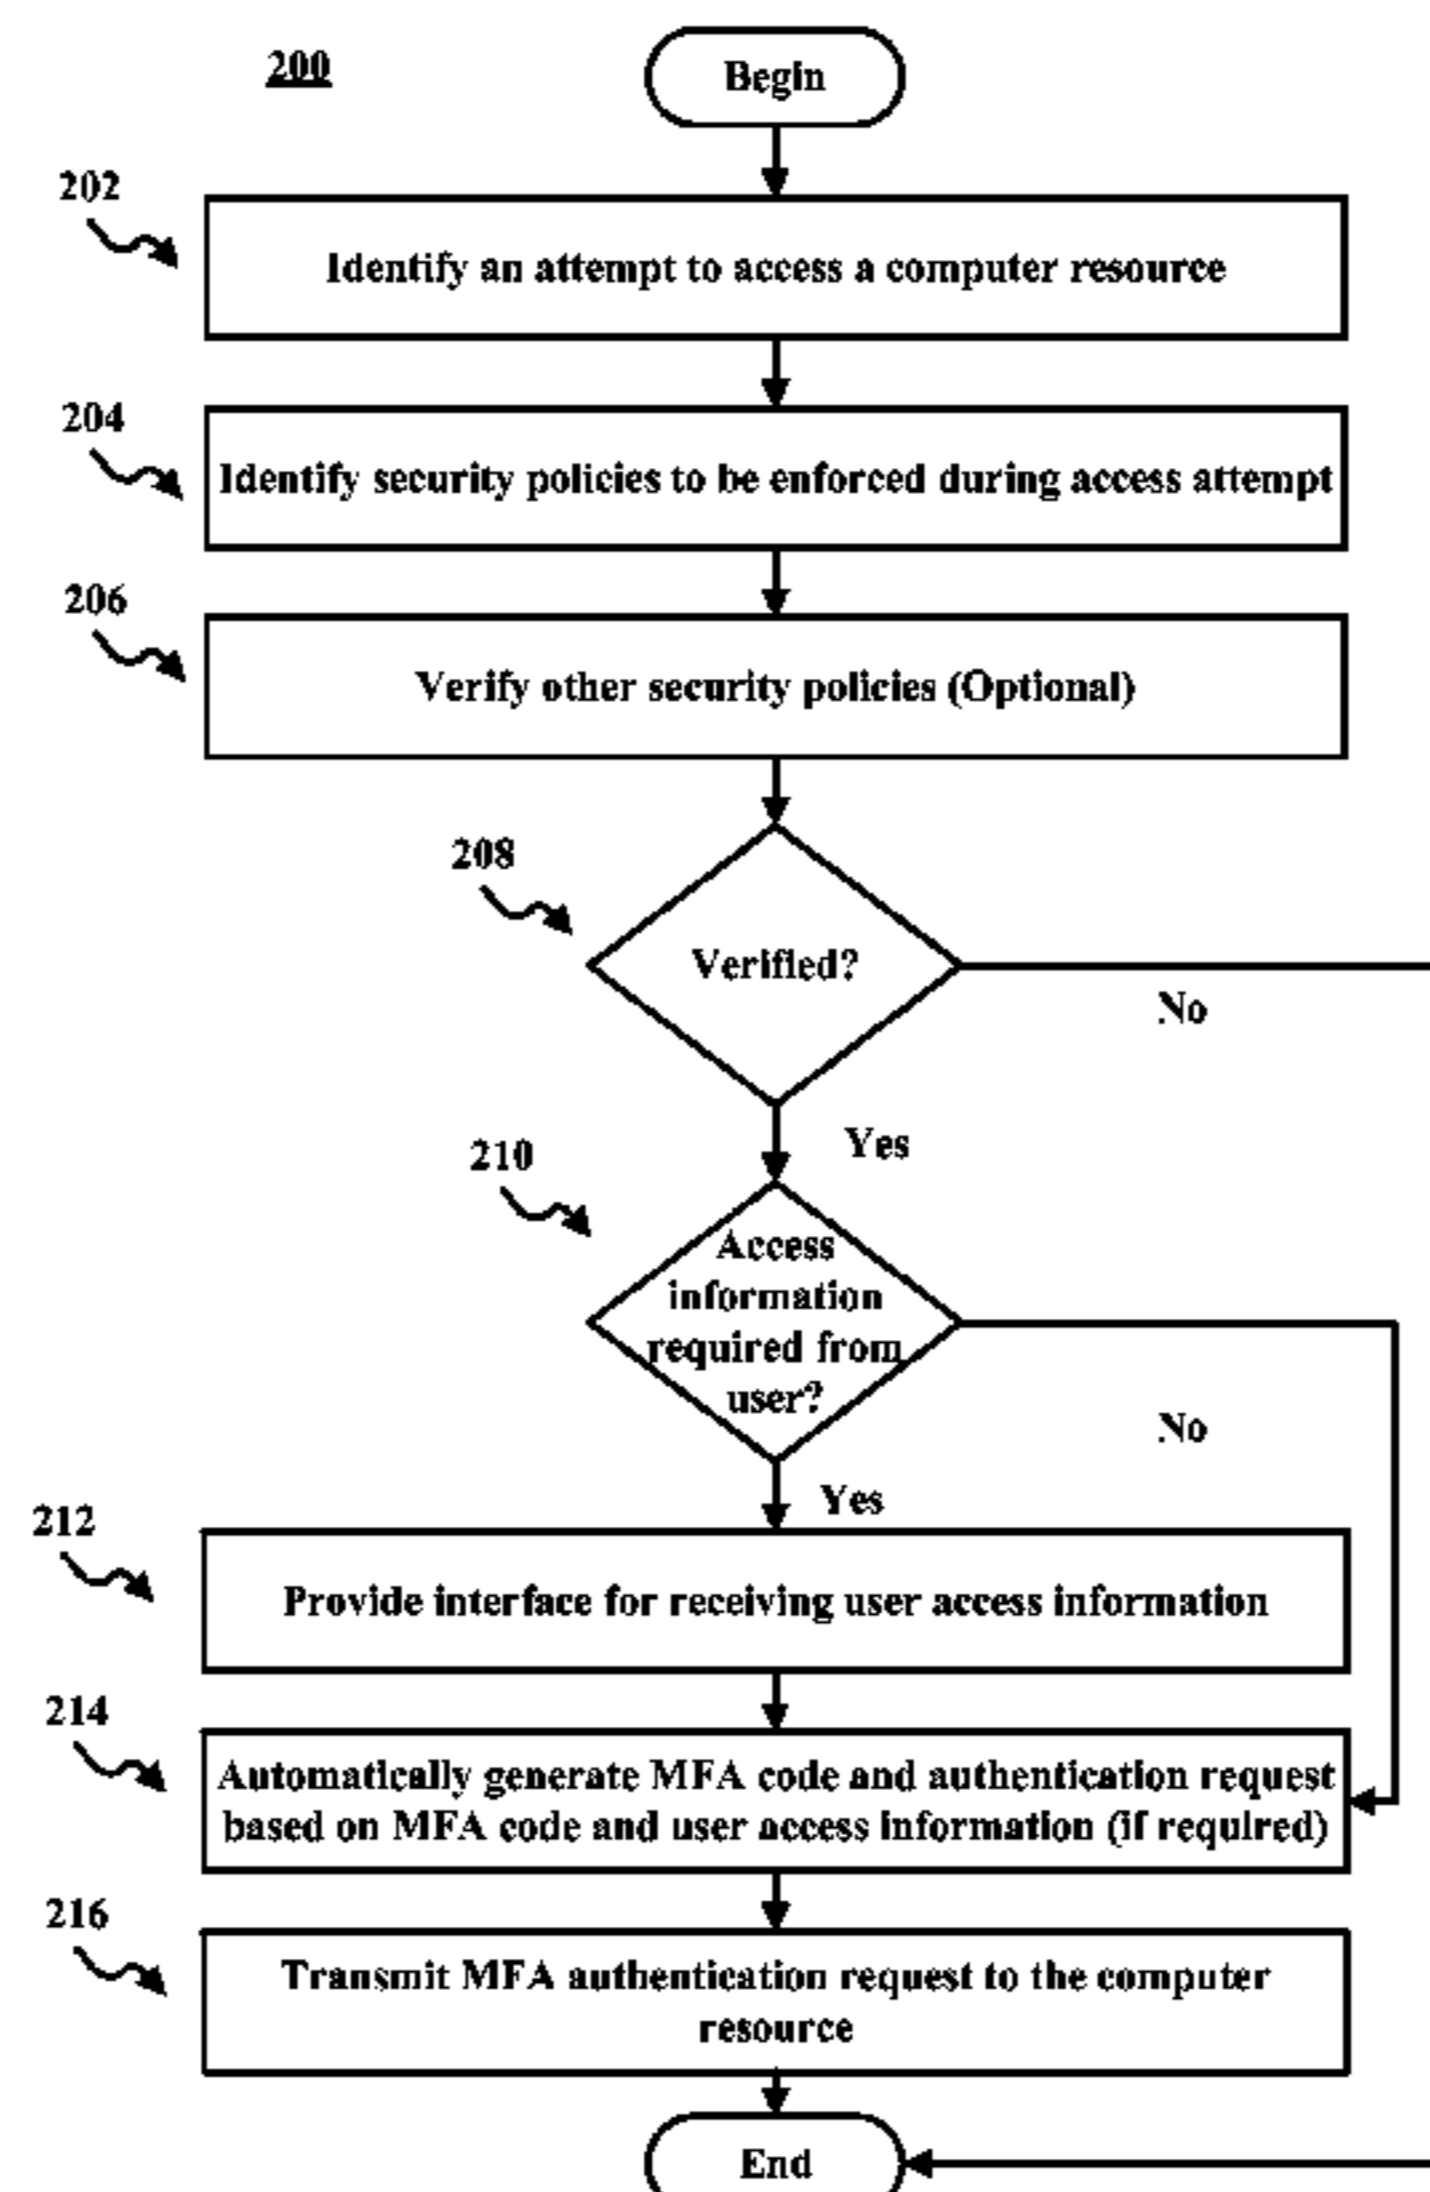 200
Begin
202
Identify an attempt to access a computer resource
204
Identify security policies to be enforced during access attempt
206
Verify other security policies (Optional)
208
Verified?
No
Yes
210
Access
information
required from
user?
No
Yes
212
Provide interface for receiving user access information
214
Automatically generate MFA code and authentication request
based on MFA code and user access information (if required)
216
Transmit MFA authentication request to the computer
resource
End